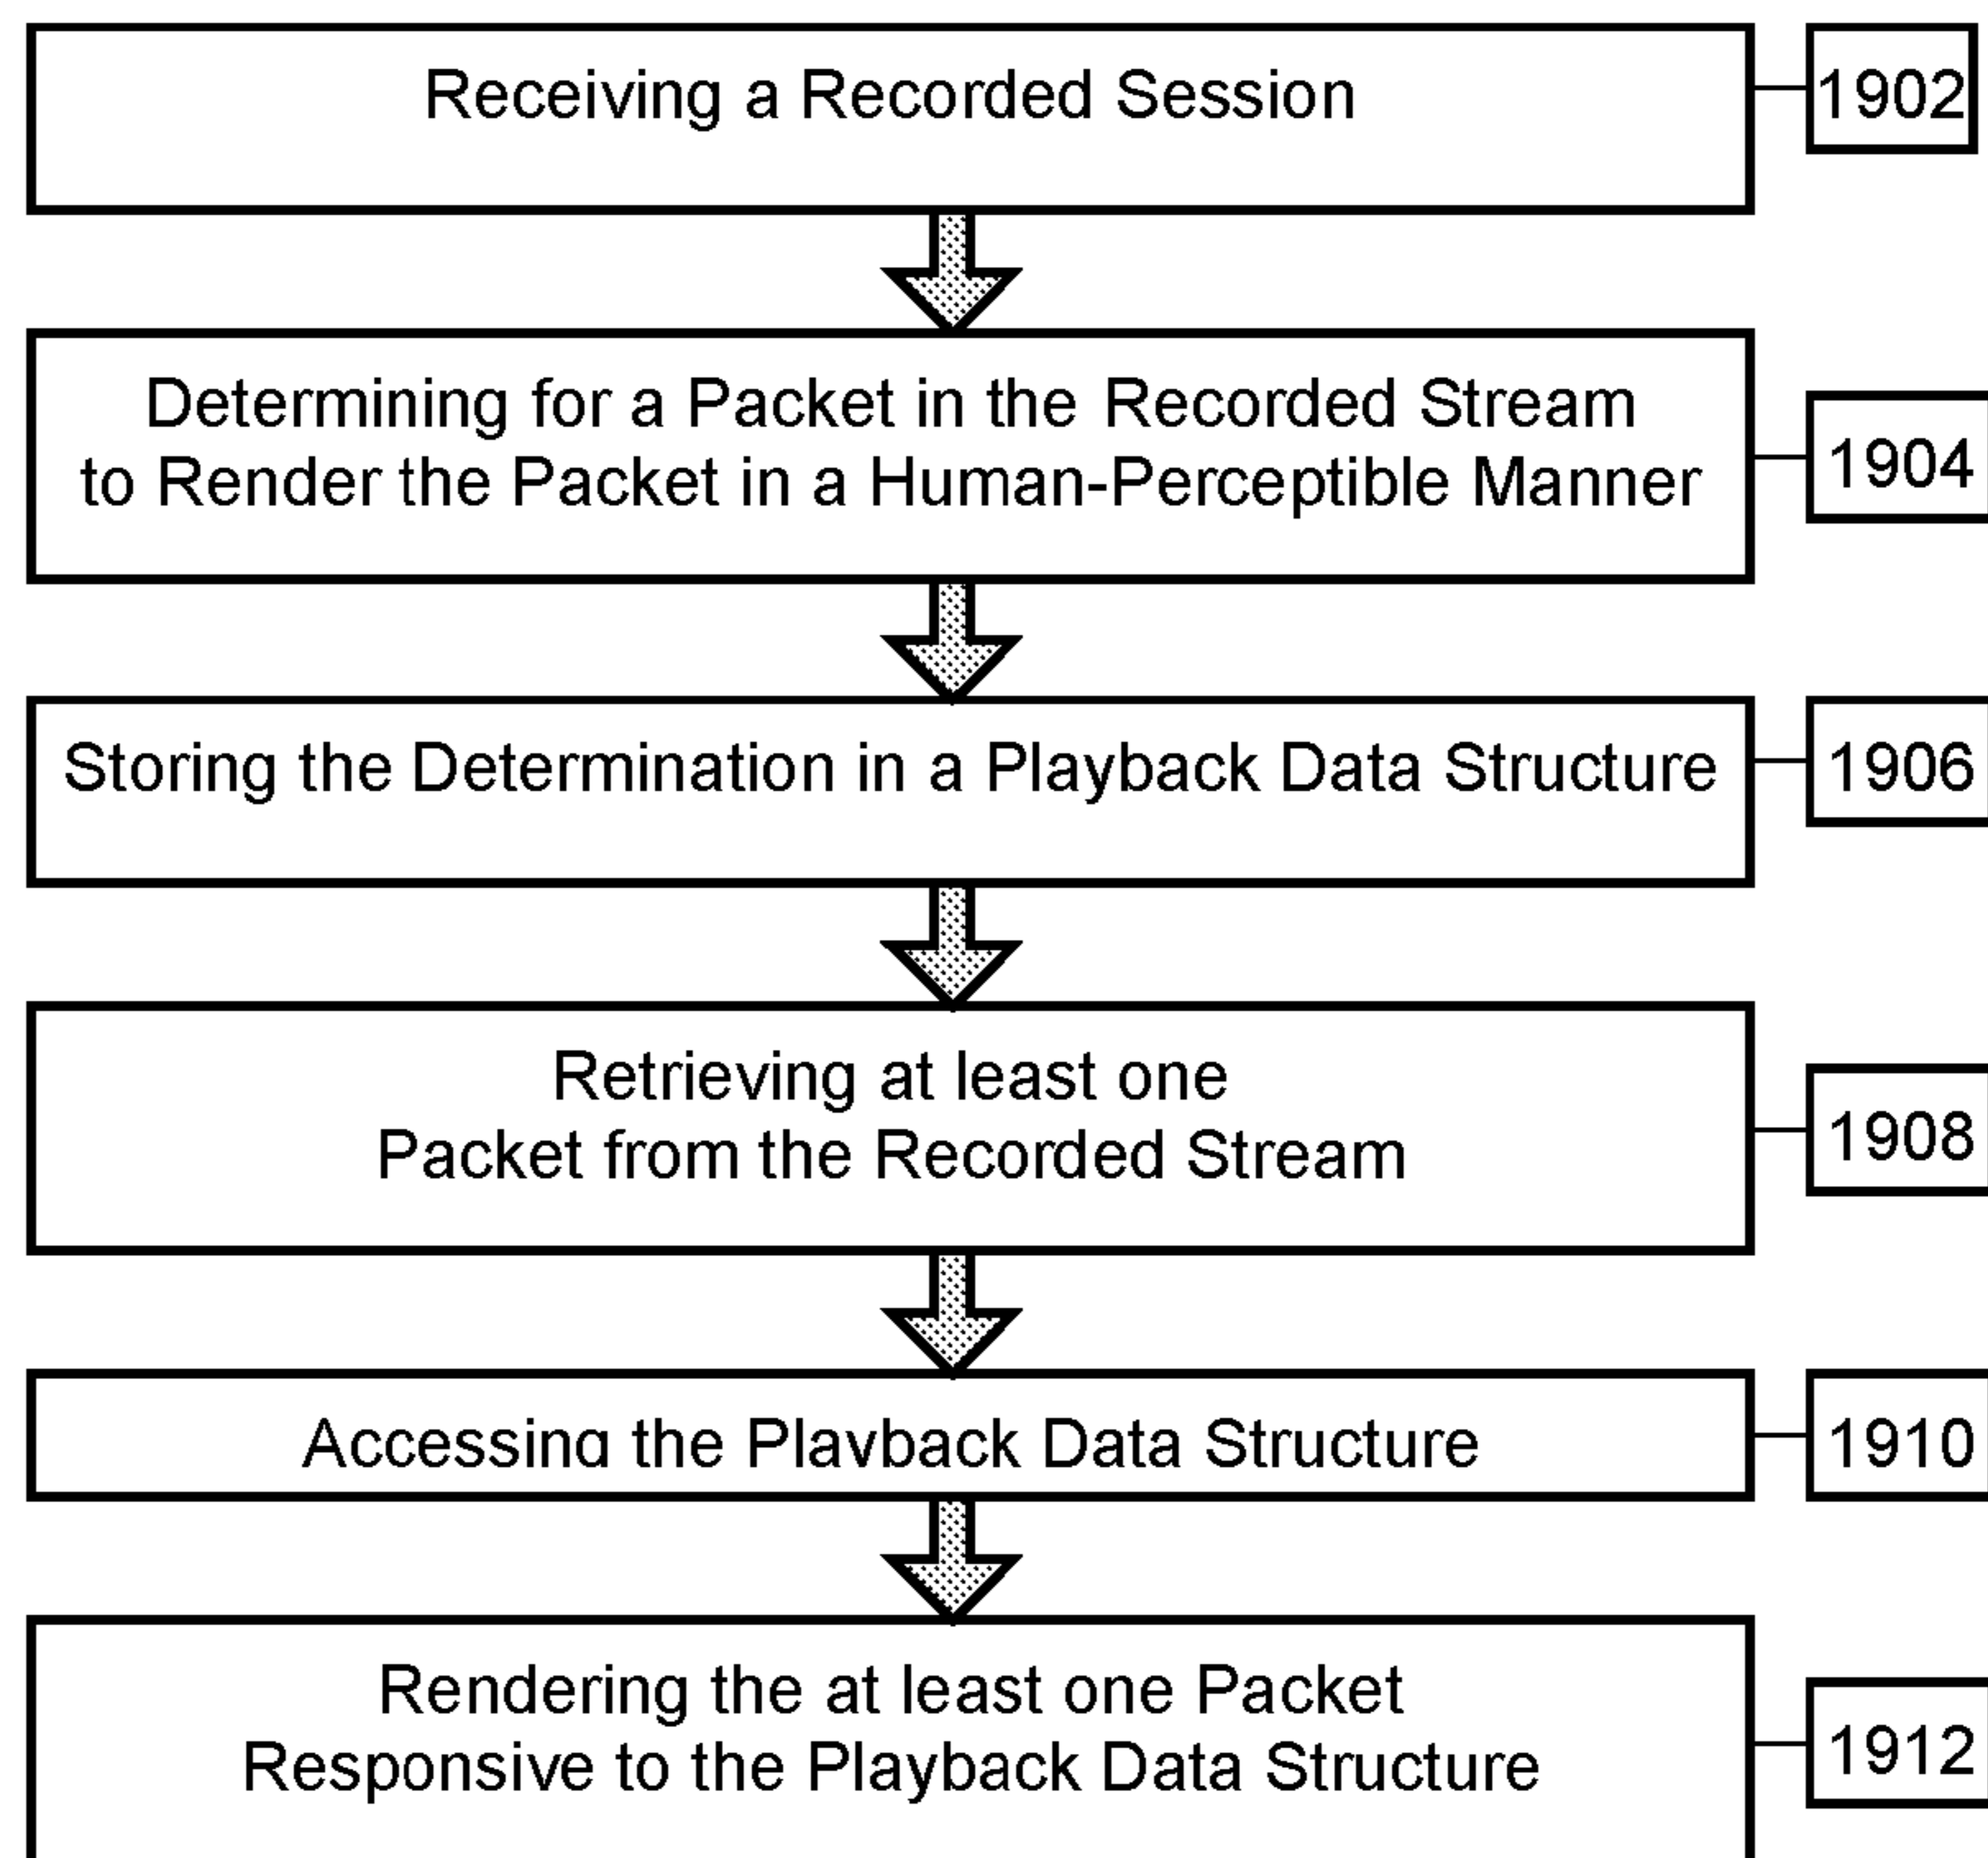 Receiving a Recorded Session
1902
Determining for a Packet in the Recorded Stream
to Render the Packet in a Human-Perceptible Manner
1904
Storing the Determination in a Playback Data Structure
1906
Retrieving at least one
Packet from the Recorded Stream
1908
Accessing the Playback Data Structure
1910
Rendering the at least one Packet
Responsive to the Playback Data Structure
1912